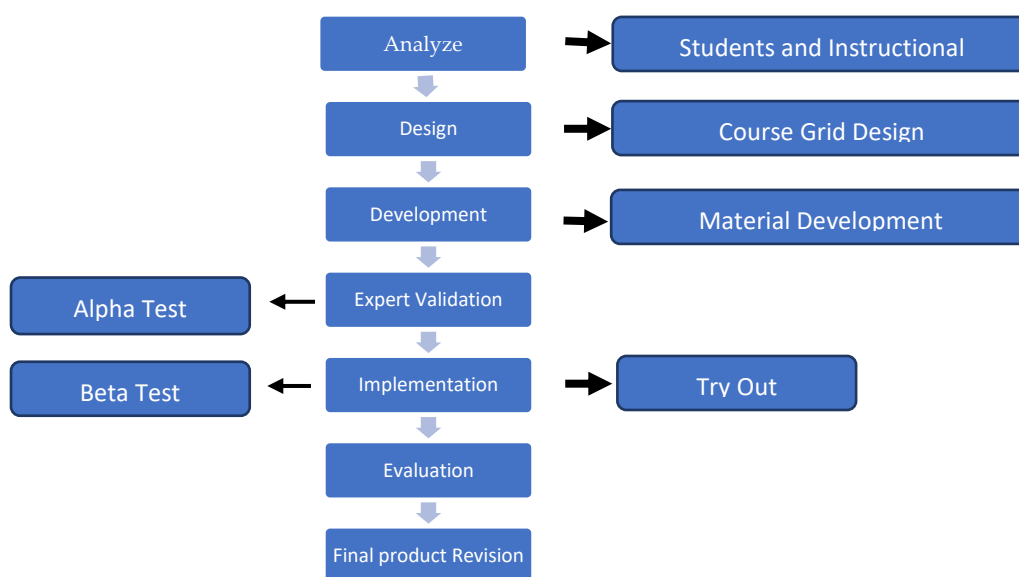 Analyze
Students and Instructional
Design
Course Grid Design
Development
Material Development
Expert Validation
Alpha Test
Implementation
Beta Test
Try Out
Evaluation
Final product Revision